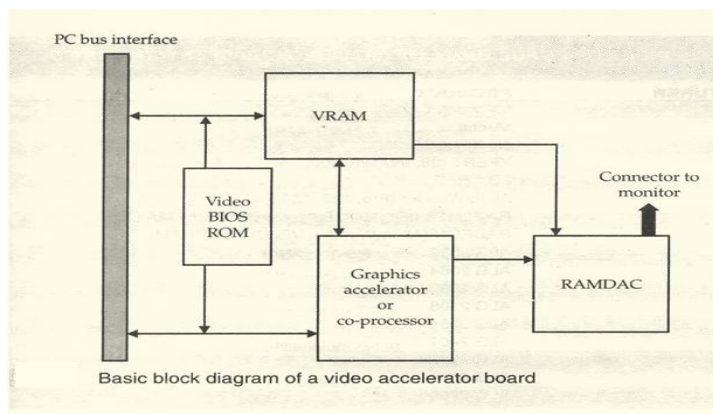 PC bus interface
VRAM
Connector to
monitor
Video
BIOS
ROM
Graphics
accelerator
or
co-processor
RAMDAC
Basic block diagram of a video accelerator board